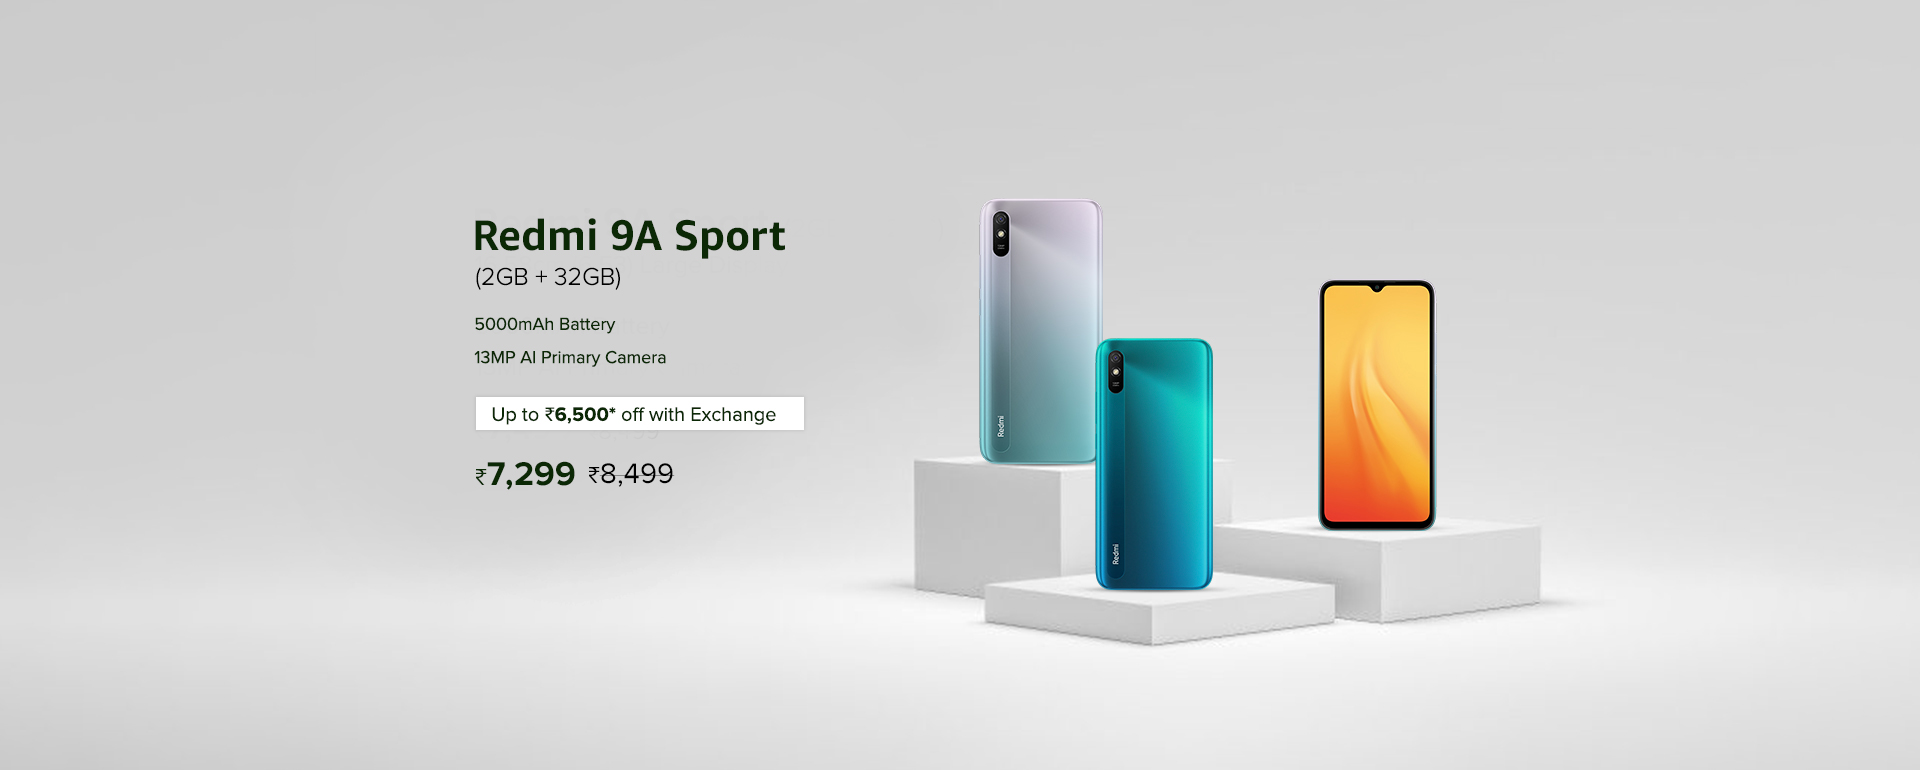 Redmi 9A Sport
(2GB + 32GB)
5000mAh Battery
13MP AI Primary Camera
Up to ₹6,500* off with Exchange
₹7,299 ₹8,499
Redmi
Redmi